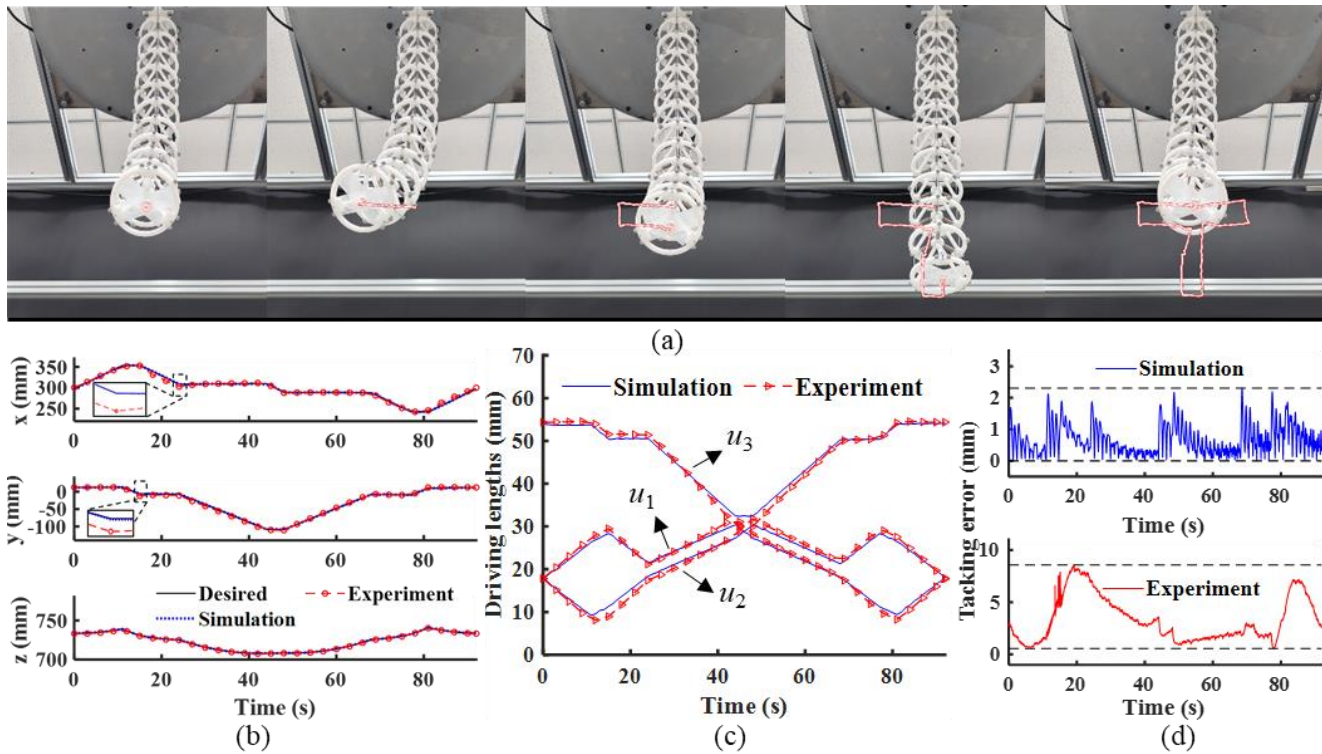 (a)
x (mm)
350
300
250
0 20 40 60 80
y (mm)
0
-50
-100
0 20 40 60 80
Desired
Experiment
Simulation
z (mm)
750
700
0 20 40 60 80
Time (s)
(b)
Driving lengths (mm)
70
60
50
40
30
20
10
0
Simulation
Experiment
u3
u1
u2
0 20 40 60 80
Time (s)
(c)
Tacking error (mm)
3
2
1
0
Simulation
0 20 40 60 80
Time (s)
10
5
0
Experiment
0 20 40 60 80
Time (s)
(d)